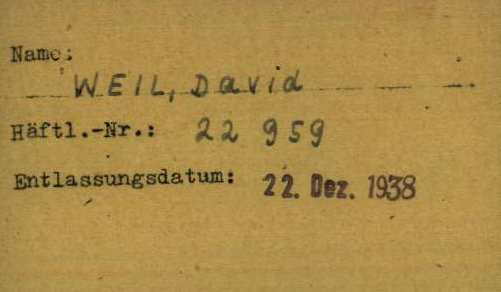 Name:
WEIL, David
Häftl.-Nr.: 22 959
Entlassungsdatum: 22. Dez. 1938